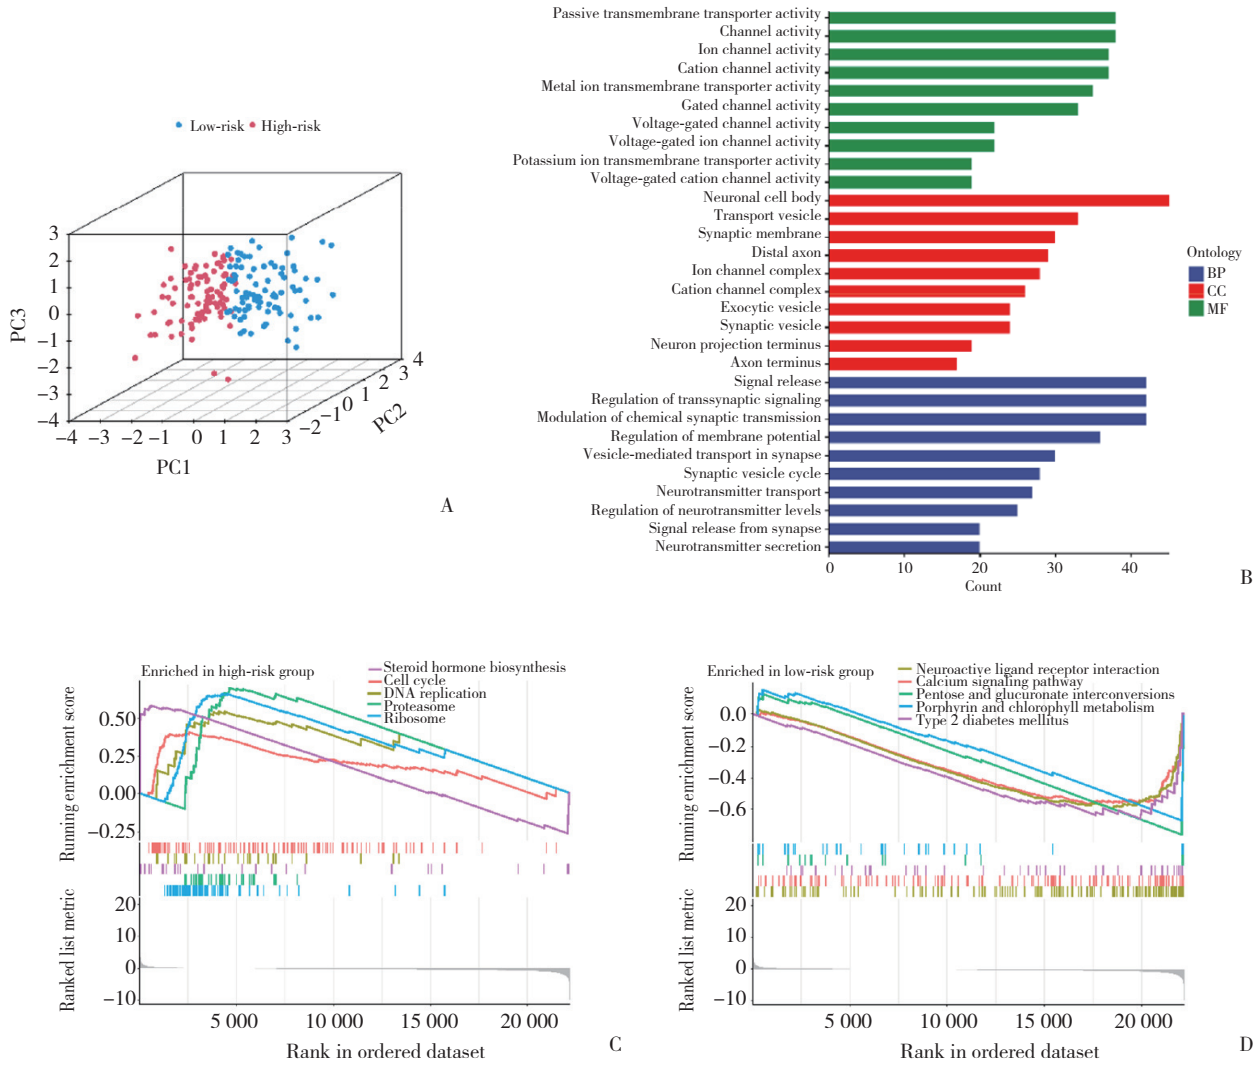 Low-risk High-risk
3
2
1
0
−1
−2
−3
−4
PC3
−4 −3 −2 −1 0 1 2 3
PC1
−2 −1 0 1 2 3 4
PC2
A
Passive transmembrane transporter activity
Channel activity
Ion channel activity
Cation channel activity
Metal ion transmembrane transporter activity
Gated channel activity
Voltage-gated channel activity
Voltage-gated ion channel activity
Potassium ion transmembrane transporter activity
Voltage-gated cation channel activity
Neuronal cell body
Transport vesicle
Synaptic membrane
Distal axon
Ion channel complex
Cation channel complex
Exocytic vesicle
Synaptic vesicle
Neuron projection terminus
Axon terminus
Signal release
Regulation of transsynaptic signaling
Modulation of chemical synaptic transmission
Regulation of membrane potential
Vesicle-mediated transport in synapse
Synaptic vesicle cycle
Neurotransmitter transport
Regulation of neurotransmitter levels
Signal release from synapse
Neurotransmitter secretion
0 10 20 30 40
Count
Ontology
BP
CC
MF
B
Enriched in high-risk group
Steroid hormone biosynthesis
Cell cycle
DNA replication
Proteasome
Ribosome
Running enrichment score
0.50
0.25
0.00
−0.25
Ranked list metric
20
10
0
−10
5 000 10 000 15 000 20 000
Rank in ordered dataset
C
Enriched in low-risk group
Neuroactive ligand receptor interaction
Calcium signaling pathway
Pentose and glucuronate interconversions
Porphyrin and chlorophyll metabolism
Type 2 diabetes mellitus
Running enrichment score
0.0
−0.2
−0.4
−0.6
Ranked list metric
20
10
0
−10
5 000 10 000 15 000 20 000
Rank in ordered dataset
D